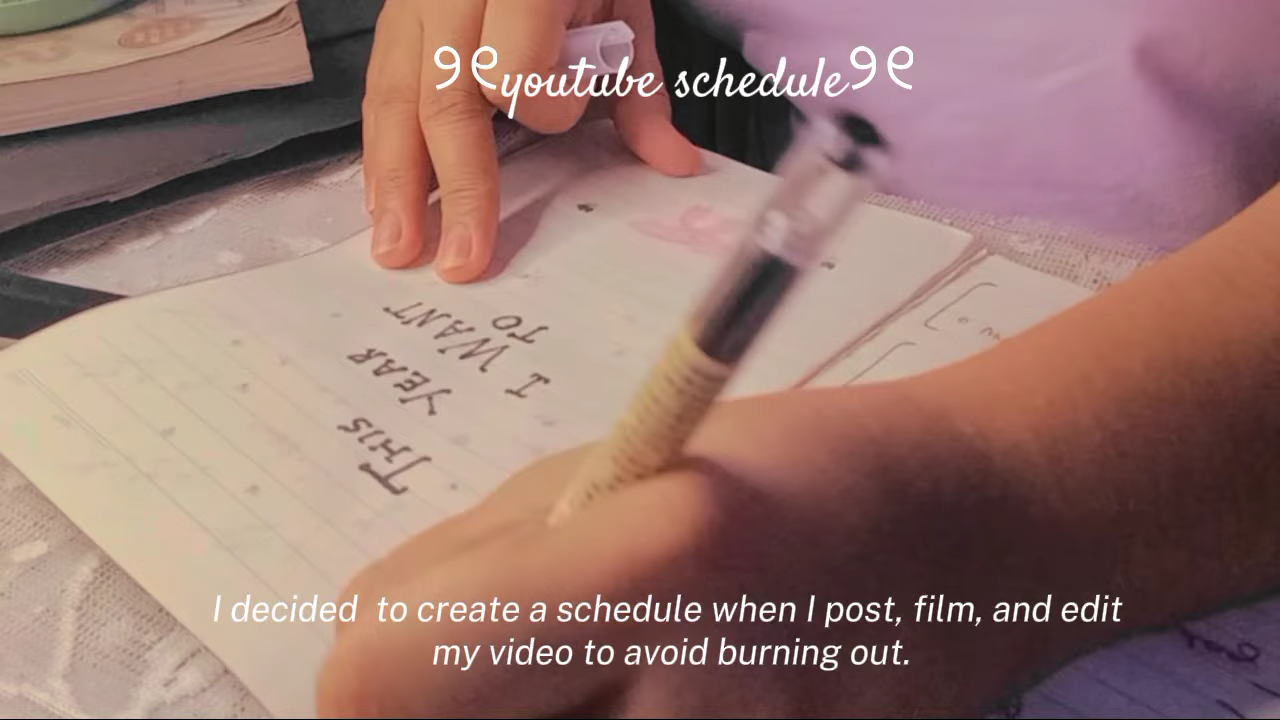 ୨୧youtube schedule୨୧
THIS
YEAR
I WANT
TO
I decided to create a schedule when I post, film, and edit
my video to avoid burning out.